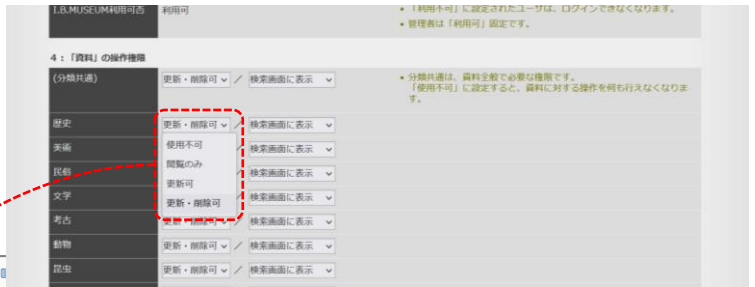 I.B.MUSEUM利用可否 利用可 • 「利用不可」に設定されたユーザは、ログインできなくなります。
• 管理者は「利用可」固定です。
4：「資料」の操作権限
(分類共通) 更新・削除可 / 検索画面に表示 • 分類共通は、資料全般で必要な権限です。
「使用不可」に設定すると、資料に対する操作を何も行えなくなりま
す。
歴史 更新・削除可 / 検索画面に表示
美術 使用不可 検索画面に表示
民俗 閲覧のみ / 検索画面に表示
更新可
文学 更新・削除可 / 検索画面に表示
考古 更新・削除可 / 検索画面に表示
動物 更新・削除可 / 検索画面に表示
昆虫 更新・削除可 / 検索画面に表示